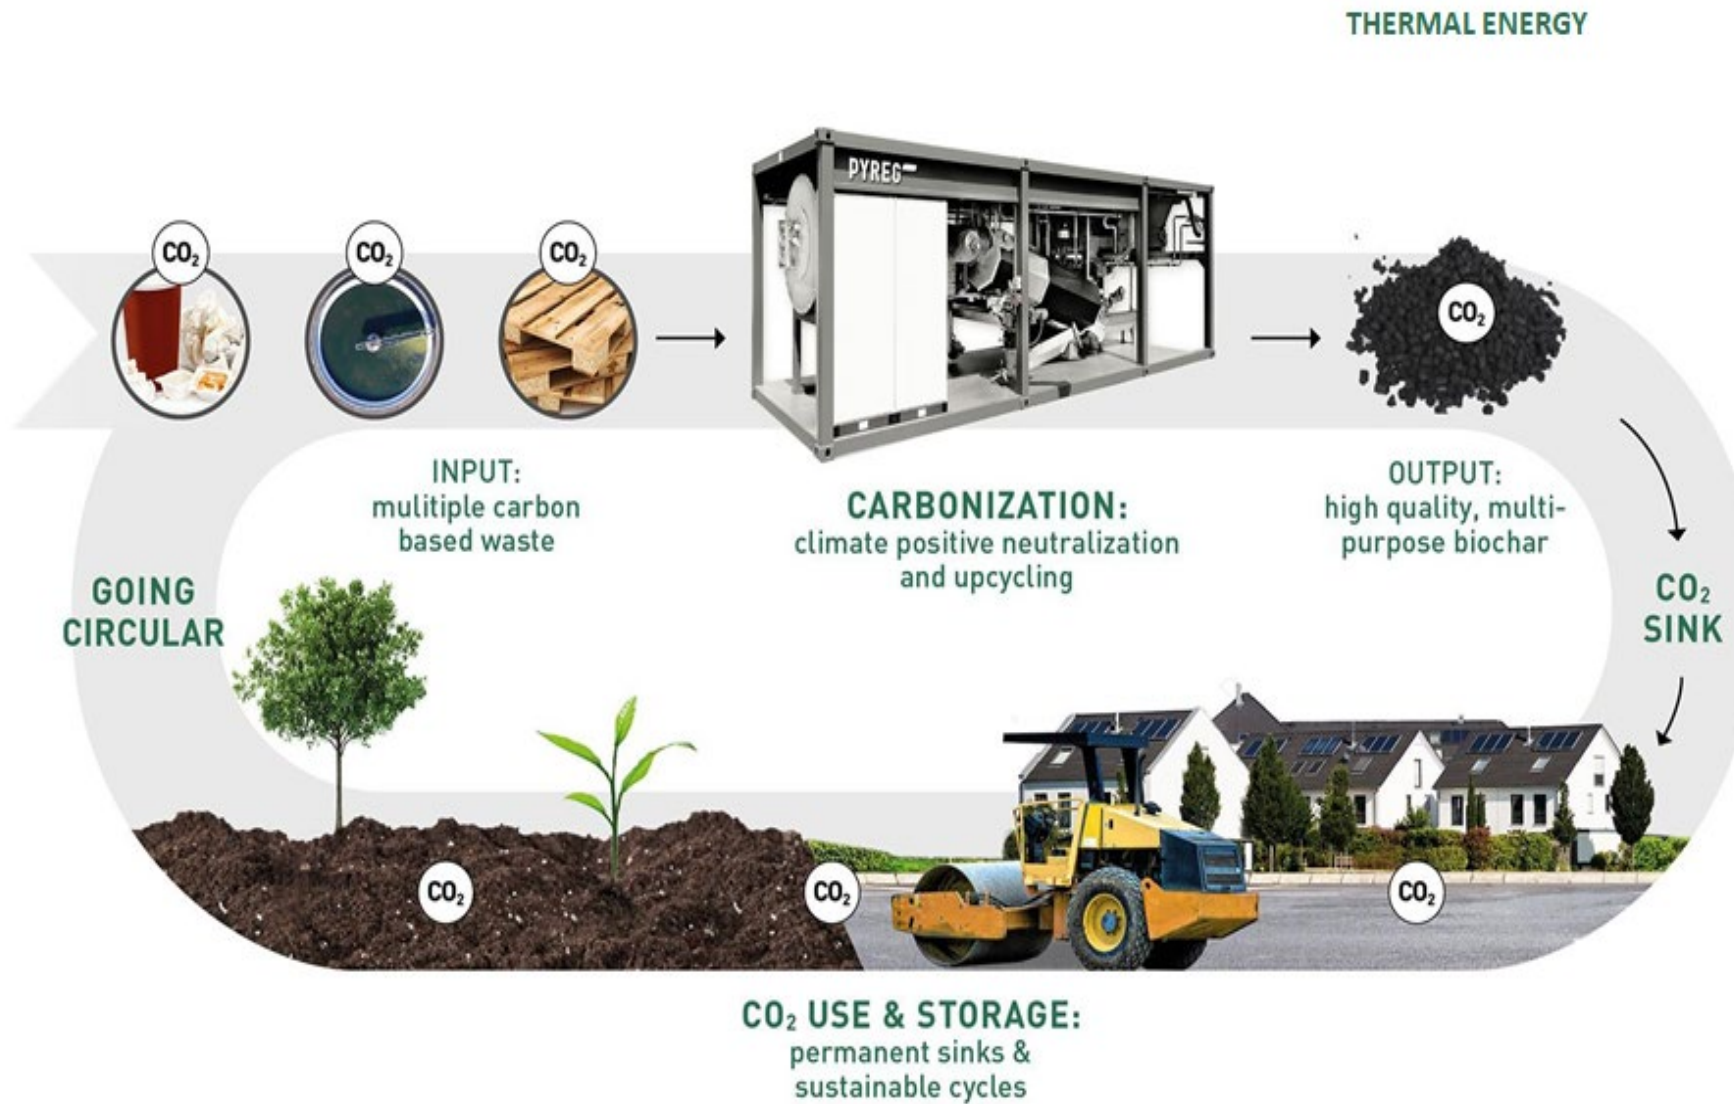 THERMAL ENERGY
PYREG
CO₂
CO₂
CO₂
CO₂
INPUT:
mulitiple carbon
based waste
CARBONIZATION:
climate positive neutralization
and upcycling
OUTPUT:
high quality, multi-
purpose biochar
GOING
CIRCULAR
CO₂
SINK
CO₂
CO₂
CO₂
CO₂ USE & STORAGE:
permanent sinks &
sustainable cycles